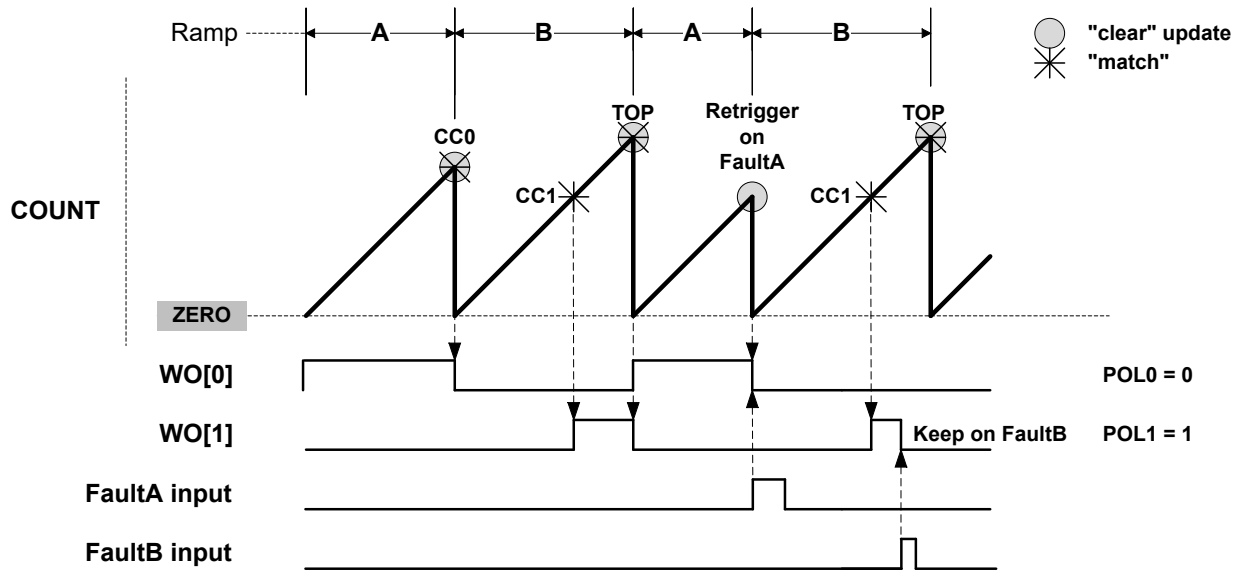 Ramp A B A B
"clear" update
"match"
TOP Retrigger TOP
on
CC0
FaultA
CC1 CC1
COUNT
ZERO
WO[0] POL0 = 0
WO[1] Keep on FaultB POL1 = 1
FaultA input
FaultB input